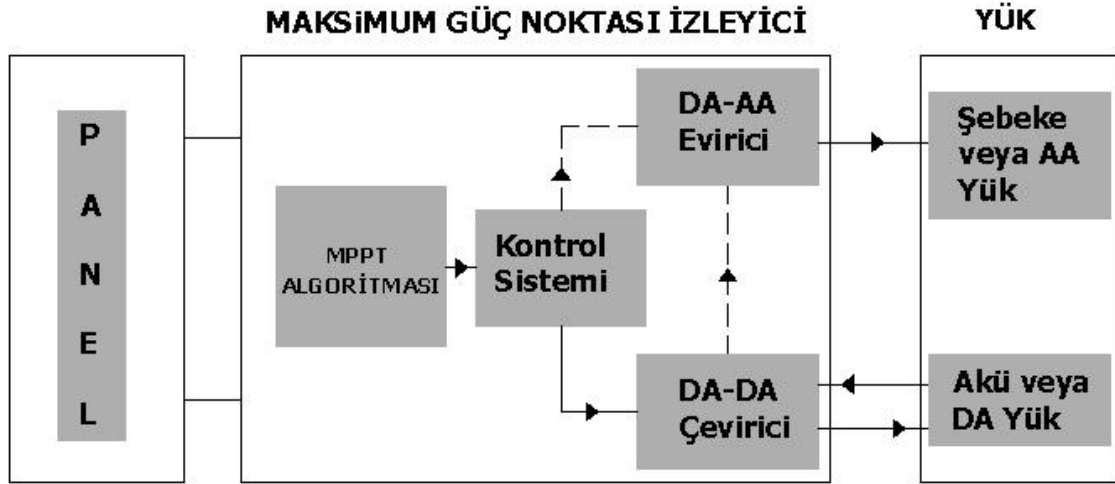 MAKSiMUM GÜÇ NOKTASI İZLEYİCİ
YÜK
P
A
N
E
L
MPPT
ALGORİTMASI
Kontrol
Sistemi
DA-AA
Evirici
DA-DA
Çevirici
Şebeke
veya AA
Yük
Akü veya
DA Yük